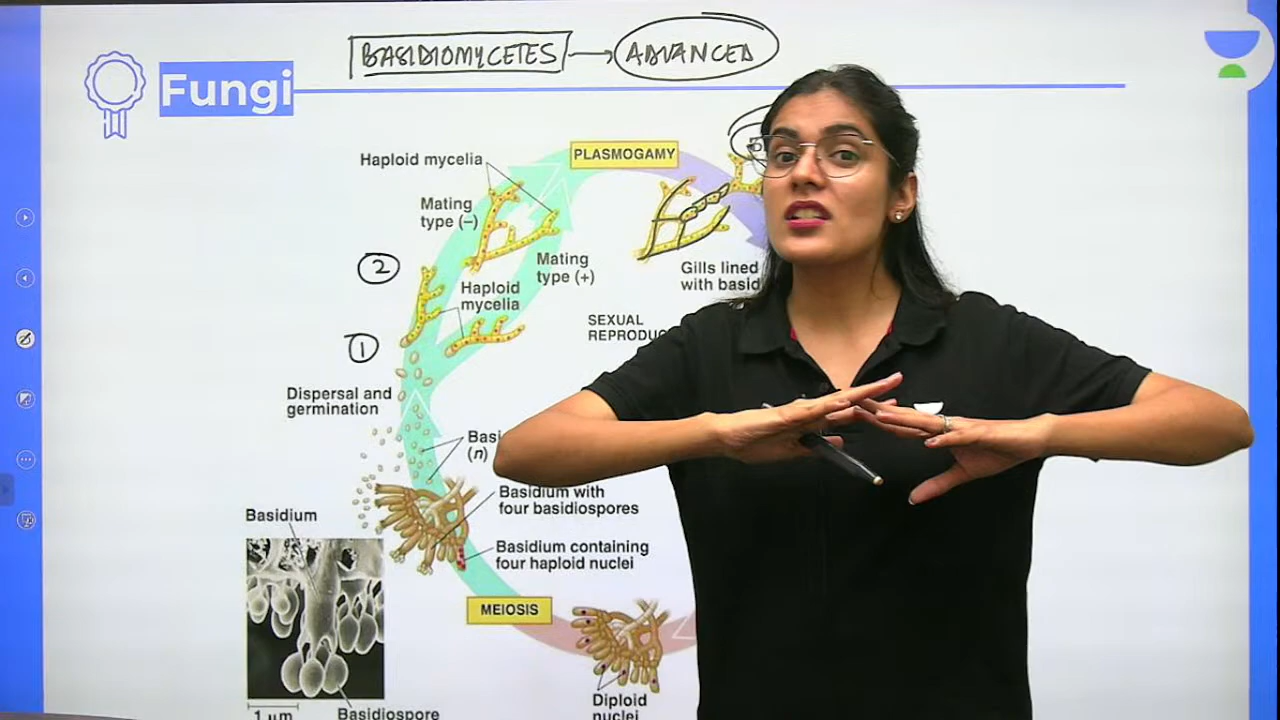 BASIDIOMYCETES → ADVANCED
Fungi
Haploid mycelia
PLASMOGAMY
Mating
type (–)
Mating
type (+)
2
Haploid
mycelia
Gills lined
with basid
SEXUAL
REPRODUC
1
Dispersal and
germination
Basi
(n)
Basidium with
four basidiospores
Basidium
Basidium containing
four haploid nuclei
MEIOSIS
Diploid
nuclei
1 μm
Basidiospore